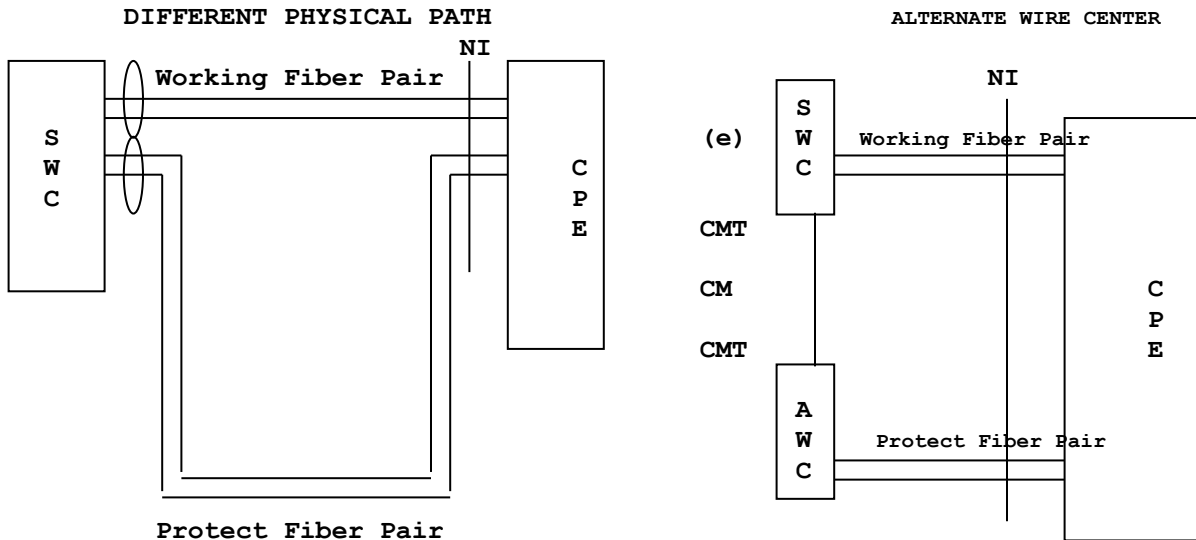 DIFFERENT PHYSICAL PATH
NI
Working Fiber Pair
S
W
C
C
P
E
Protect Fiber Pair
ALTERNATE WIRE CENTER
NI
S
W
C
(e)
Working Fiber Pair
CMT
CM
CMT
C
P
E
A
W
C
Protect Fiber Pair